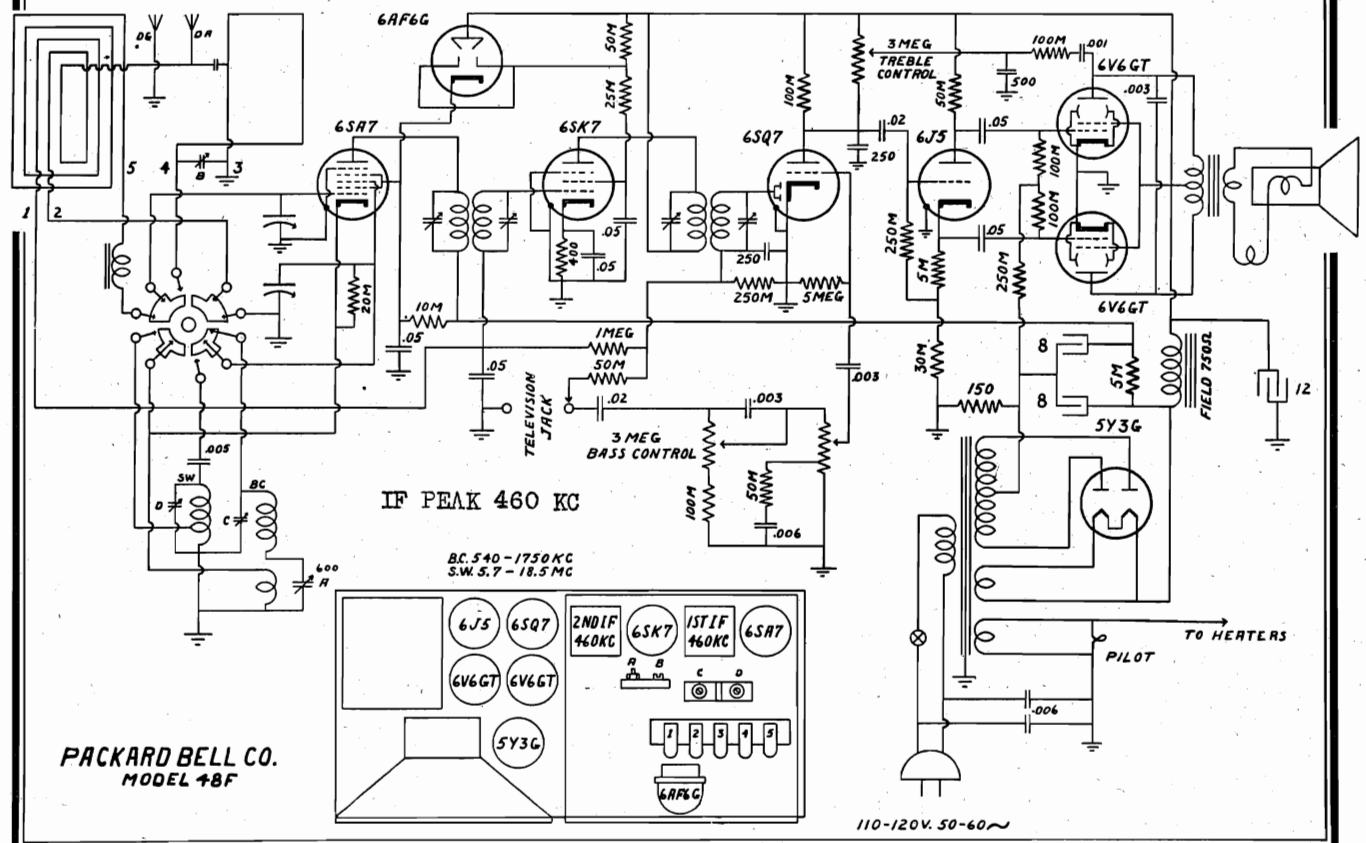 6AF6G
DG
DA
50M
25M
100M
3 MEG
TREBLE
CONTROL
50M
100M
.001
500
6V6GT
.003
6SA7
6SK7
6SQ7
.02
250
6J5
.05
100M
100M
5
4
B
3
1
2
.05
400
.05
250
250M
5MEG
250M
5M
.05
250M
6V6GT
20M
10M
.05
1MEG
50M
.05
.02
.003
.003
30M
150
8
8
5M
FIELD 750Ω
12
TELEVISION
JACK
3 MEG
BASS CONTROL
5Y3G
.005
SW
BC
D
C
100M
50M
.006
IF PEAK 460 KC
600
A
B.C. 540-1750 KC
S.W. 5.7-18.5 MC
6J5
6SQ7
2ND IF
460KC
6SK7
1ST IF
460KC
6SA7
6V6GT
6V6GT
A
B
C
D
5Y3G
1
2
3
4
5
6AF6G
TO HEATERS
PILOT
.006
PACKARD BELL CO.
MODEL 48F
110-120V. 50-60~